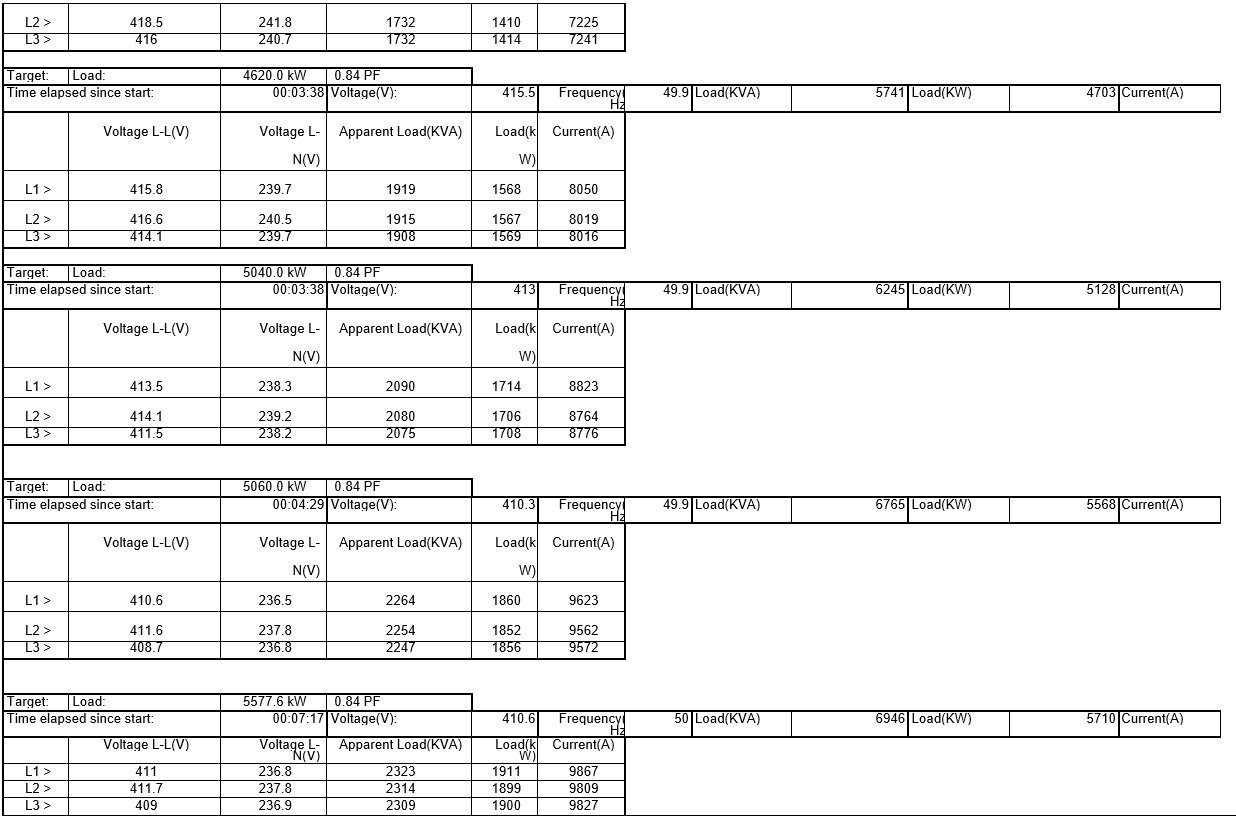 L2 > 418.5 241.8 1732 1410 7225
L3 > 416 240.7 1732 1414 7241
Target: Load: 4620.0 kW 0.84 PF
Time elapsed since start: 00:03:38 Voltage(V): 415.5 Frequency( 49.9 Load(KVA) 5741 Load(KW) 4703 Current(A)
Hz
Voltage L-L(V) Voltage L- Apparent Load(KVA) Load(k Current(A)
N(V) W)
L1 > 415.8 239.7 1919 1568 8050
L2 > 416.6 240.5 1915 1567 8019
L3 > 414.1 239.7 1908 1569 8016
Target: Load: 5040.0 kW 0.84 PF
Time elapsed since start: 00:03:38 Voltage(V): 413 Frequency( 49.9 Load(KVA) 6245 Load(KW) 5128 Current(A)
Hz
Voltage L-L(V) Voltage L- Apparent Load(KVA) Load(k Current(A)
N(V) W)
L1 > 413.5 238.3 2090 1714 8823
L2 > 414.1 239.2 2080 1706 8764
L3 > 411.5 238.2 2075 1708 8776
Target: Load: 5060.0 kW 0.84 PF
Time elapsed since start: 00:04:29 Voltage(V): 410.3 Frequency( 49.9 Load(KVA) 6765 Load(KW) 5568 Current(A)
Hz
Voltage L-L(V) Voltage L- Apparent Load(KVA) Load(k Current(A)
N(V) W)
L1 > 410.6 236.5 2264 1860 9623
L2 > 411.6 237.8 2254 1852 9562
L3 > 408.7 236.8 2247 1856 9572
Target: Load: 5577.6 kW 0.84 PF
Time elapsed since start: 00:07:17 Voltage(V): 410.6 Frequency( 50 Load(KVA) 6946 Load(KW) 5710 Current(A)
Hz
Voltage L-L(V) Voltage L- Apparent Load(KVA) Load(k Current(A)
N(V) W)
L1 > 411 236.8 2323 1911 9867
L2 > 411.7 237.8 2314 1899 9809
L3 > 409 236.9 2309 1900 9827